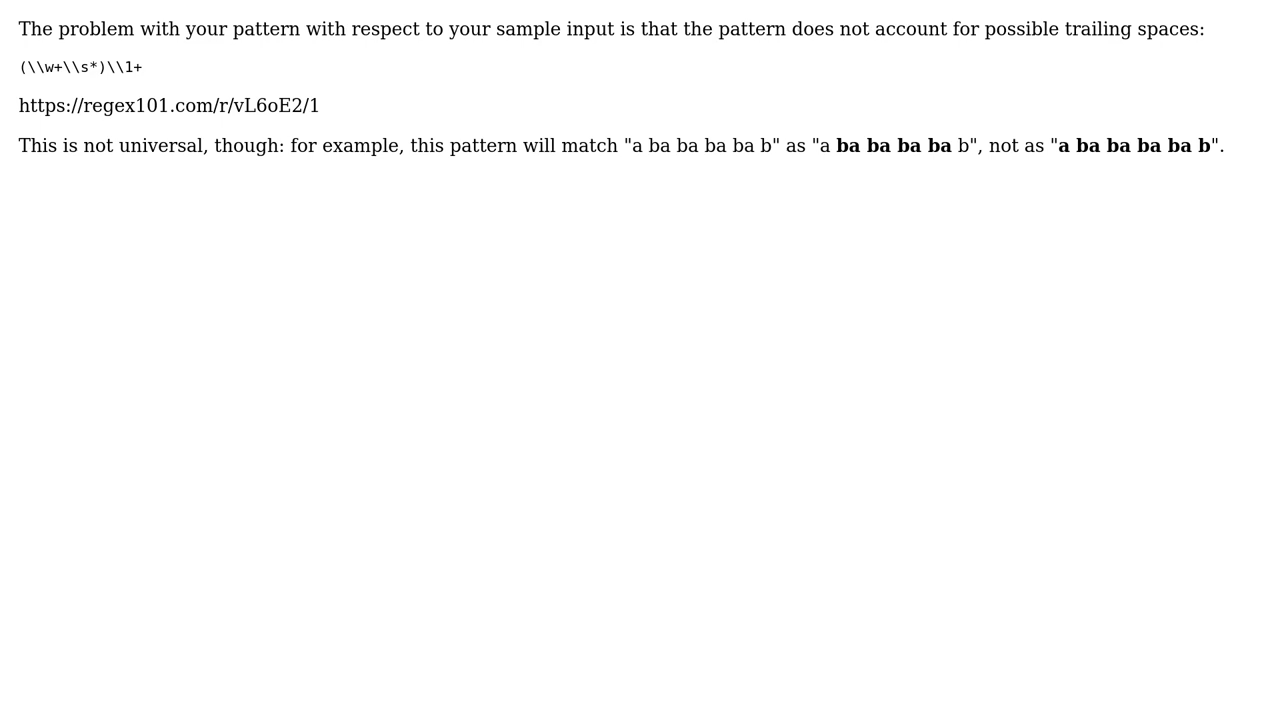 The problem with your pattern with respect to your sample input is that the pattern does not account for possible trailing spaces:
(\\w+\\s*)\\1+
https://regex101.com/r/vL6oE2/1
This is not universal, though: for example, this pattern will match "a ba ba ba ba b" as "a ba ba ba ba b", not as "a ba ba ba ba b".